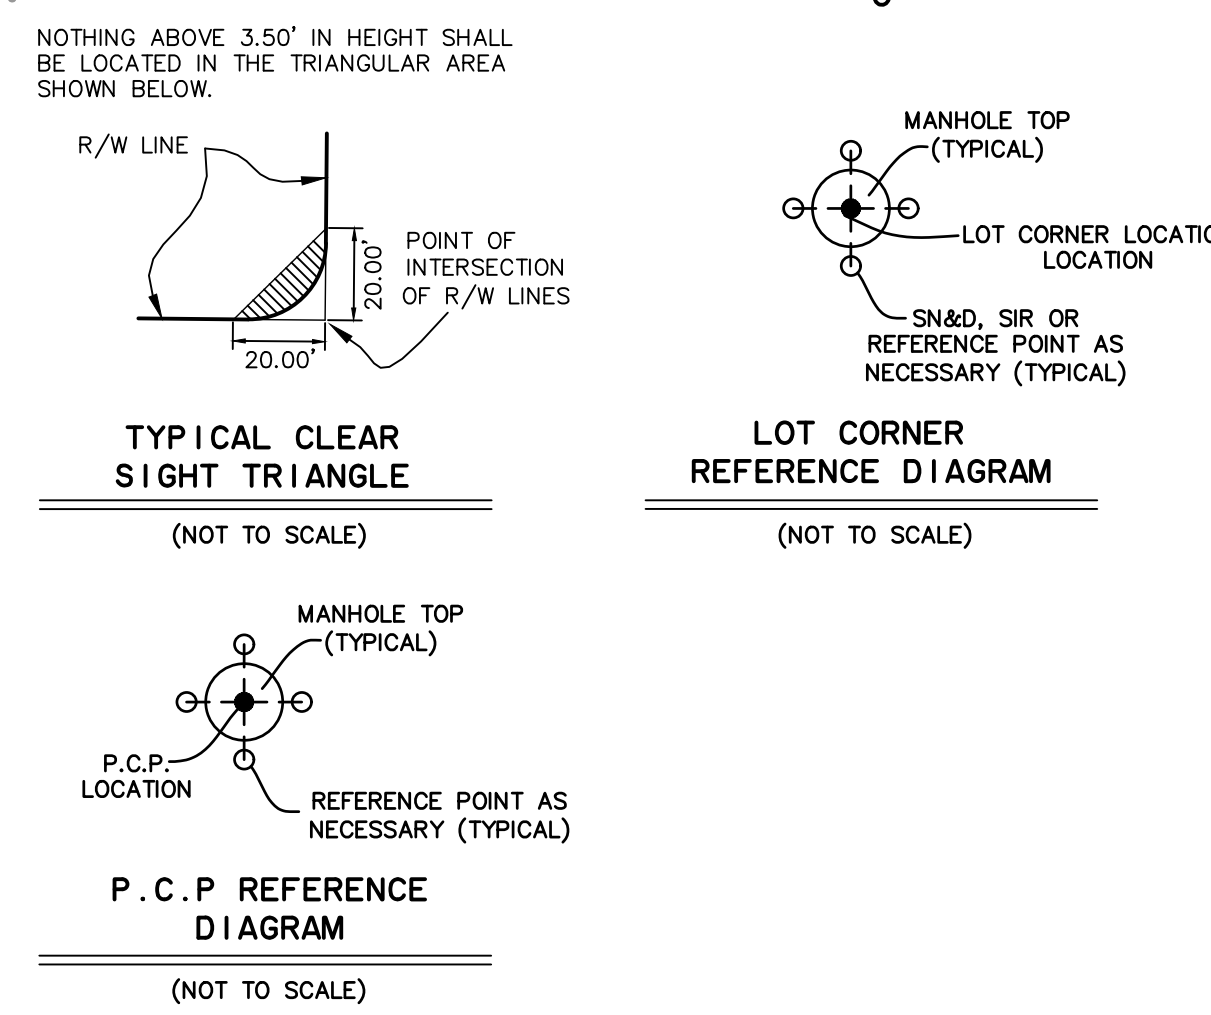 NOTHING ABOVE 3.50' IN HEIGHT SHALL
BE LOCATED IN THE TRIANGULAR AREA
SHOWN BELOW.
R/W LINE
POINT OF
INTERSECTION
OF R/W LINES
20.00'
20.00'
TYPICAL CLEAR
SIGHT TRIANGLE
(NOT TO SCALE)
MANHOLE TOP
(TYPICAL)
LOT CORNER LOCATIO
LOCATION
SN&D, SIR OR
REFERENCE POINT AS
NECESSARY (TYPICAL)
LOT CORNER
REFERENCE DIAGRAM
(NOT TO SCALE)
MANHOLE TOP
(TYPICAL)
P.C.P.
LOCATION
REFERENCE POINT AS
NECESSARY (TYPICAL)
P.C.P REFERENCE
DIAGRAM
(NOT TO SCALE)